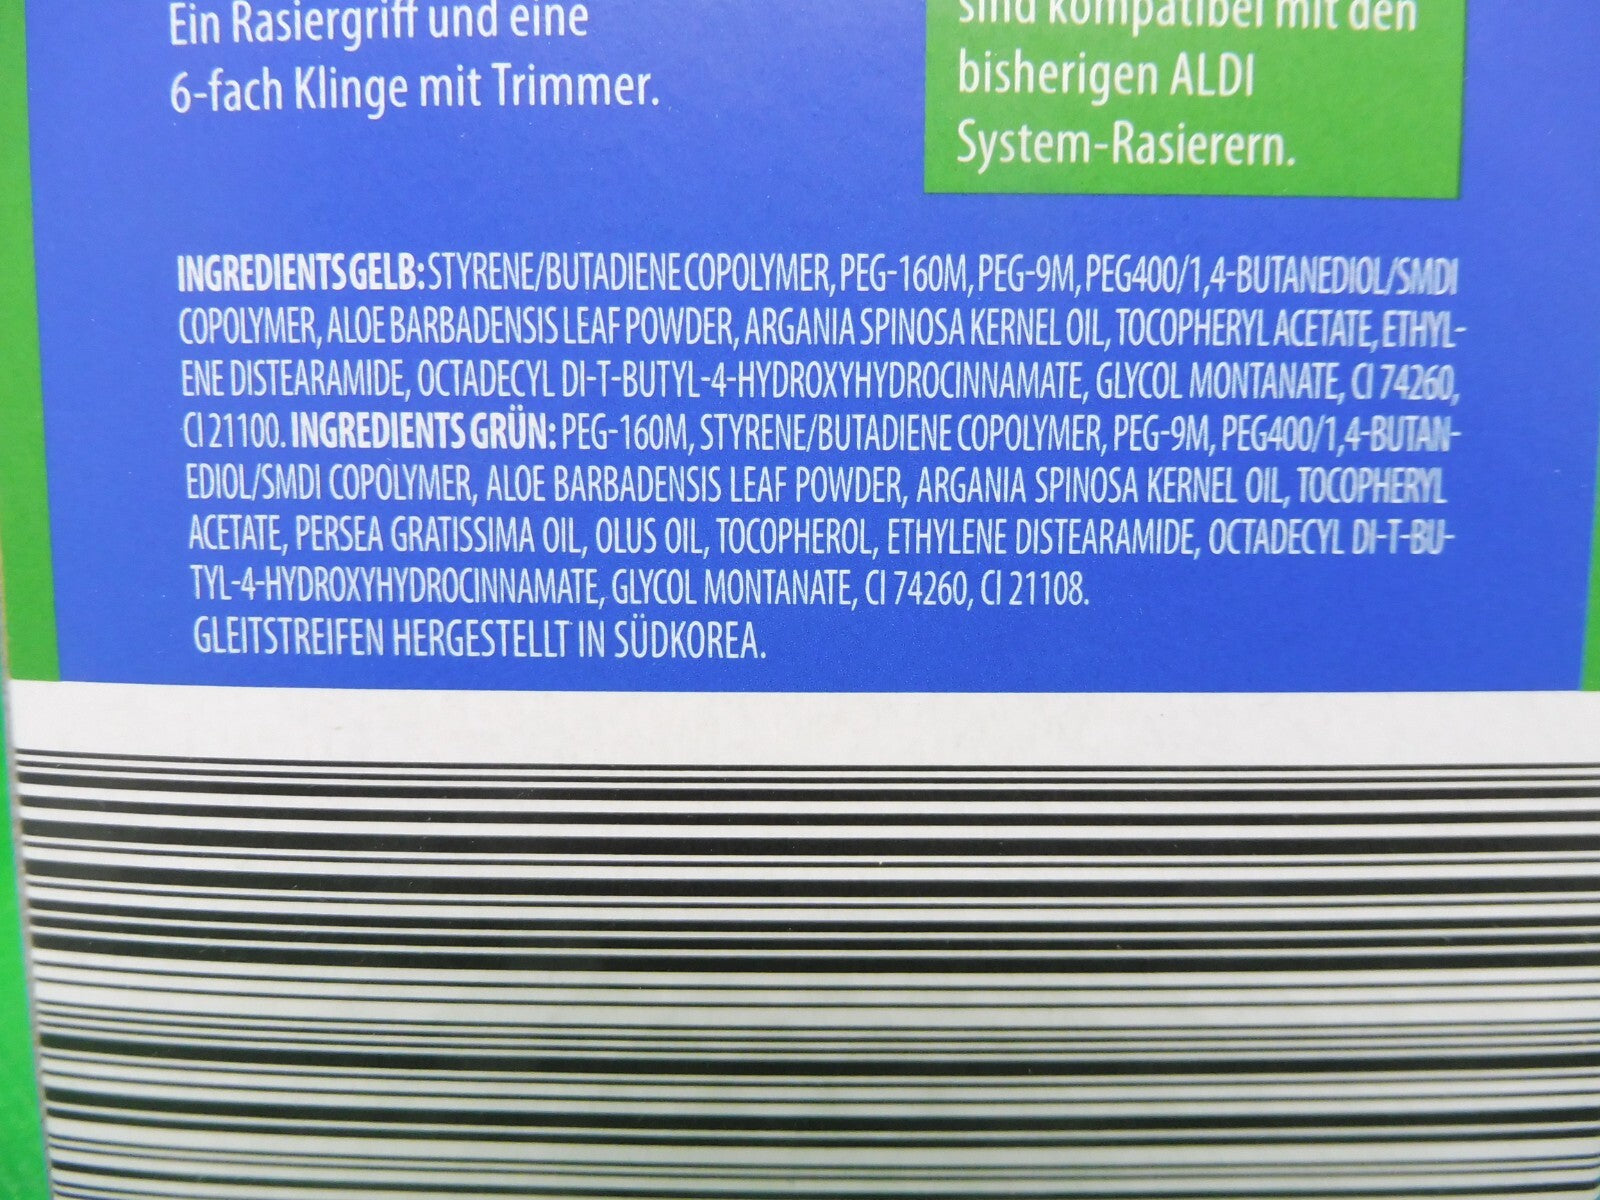 Ein Rasiergriff und eine
6-fach Klinge mit Trimmer.
sind kompatibel mit den
bisherigen ALDI
System-Rasierern.
INGREDIENTS GELB: STYRENE/BUTADIENE COPOLYMER, PEG-160M, PEG-9M, PEG400/1,4-BUTANEDIOL/SMDI
COPOLYMER, ALOE BARBADENSIS LEAF POWDER, ARGANIA SPINOSA KERNEL OIL, TOCOPHERYL ACETATE, ETHYL-
ENE DISTEARAMIDE, OCTADECYL DI-T-BUTYL-4-HYDROXYHYDROCINNAMATE, GLYCOL MONTANATE, CI 74260,
CI 21100. INGREDIENTS GRÜN: PEG-160M, STYRENE/BUTADIENE COPOLYMER, PEG-9M, PEG400/1,4-BUTAN-
EDIOL/SMDI COPOLYMER, ALOE BARBADENSIS LEAF POWDER, ARGANIA SPINOSA KERNEL OIL, TOCOPHERYL
ACETATE, PERSEA GRATISSIMA OIL, OLUS OIL, TOCOPHEROL, ETHYLENE DISTEARAMIDE, OCTADECYL DI-T-BU-
TYL-4-HYDROXYHYDROCINNAMATE, GLYCOL MONTANATE, CI 74260, CI 21108.
GLEITSTREIFEN HERGESTELLT IN SÜDKOREA.